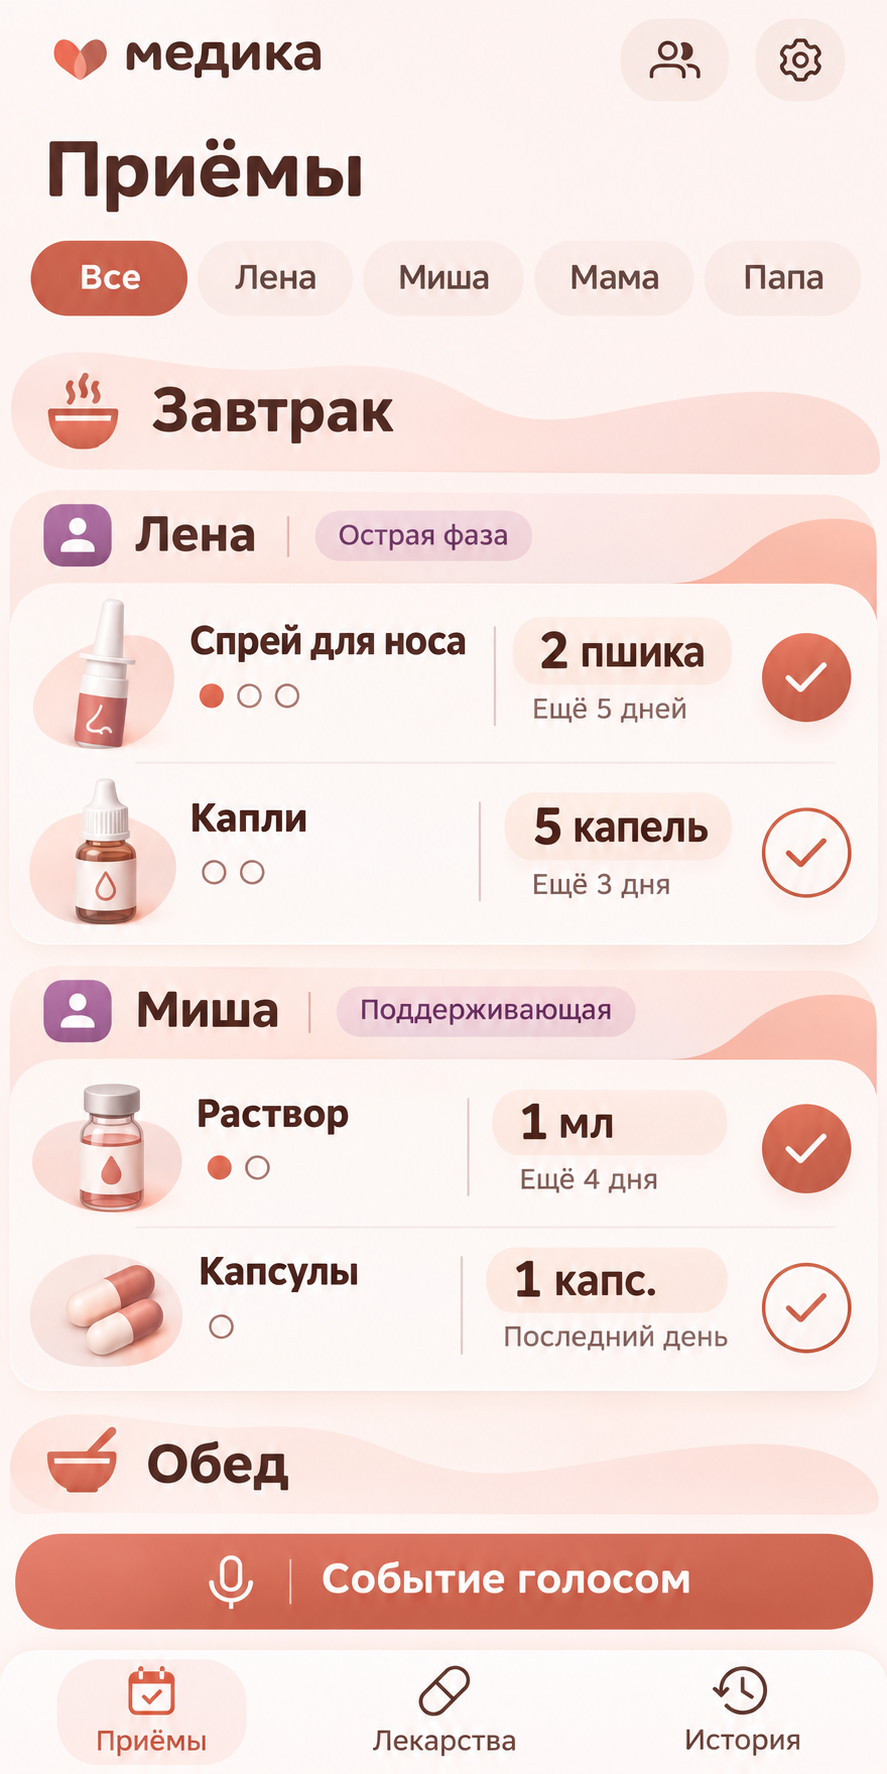 медика
Приёмы
Все Лена Миша Мама Папа
Завтрак
Лена Острая фаза
Спрей для носа 2 пшика
Ещё 5 дней
Капли 5 капель
Ещё 3 дня
Миша Поддерживающая
Раствор 1 мл
Ещё 4 дня
Капсулы 1 капс.
Последний день
Обед
Событие голосом
Приёмы Лекарства История